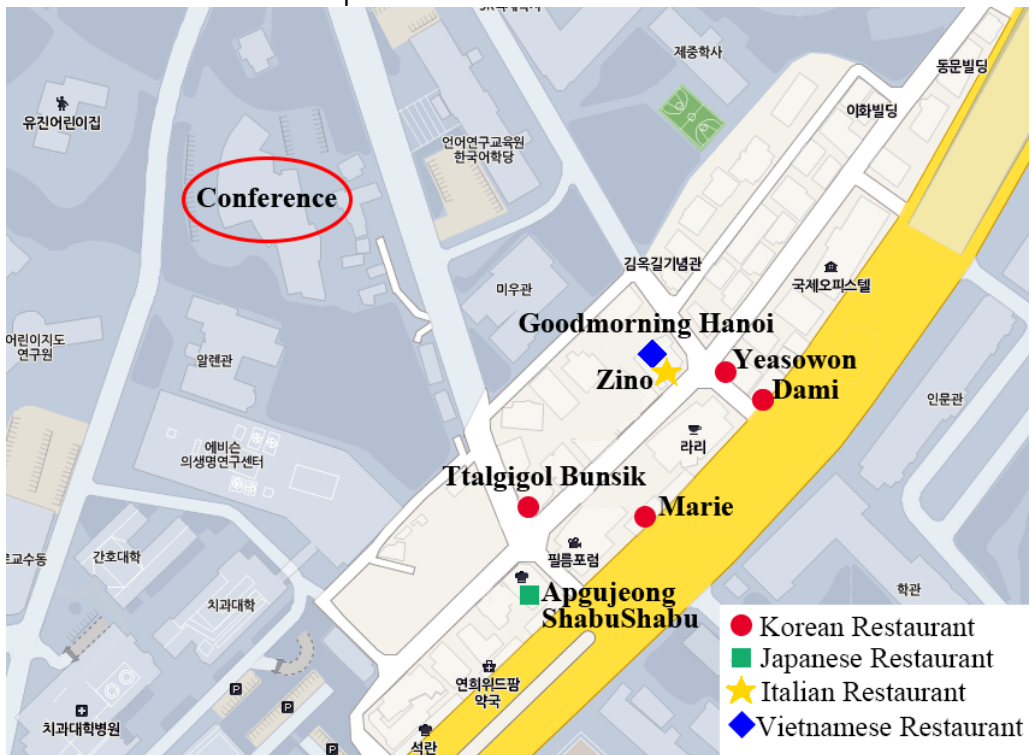 제중학사
동문빌딩
유진어린이집
이화빌딩
언어연구교육원
한국어학당
Conference
김옥길기념관
국제오피스텔
미우관
어린이지도
연구원
알렌관
Goodmorning Hanoi
Yeasowon
Zino
Dami
인문관
라리
에비슨
의생명연구센터
Ttalgigol Bunsik
Marie
필름포럼
간호대학
치과대학
Apgujeong
ShabuShabu
학관
Korean Restaurant
Japanese Restaurant
연희위드팜
약국
Italian Restaurant
치과대학병원
석란
Vietnamese Restaurant
P
P
P